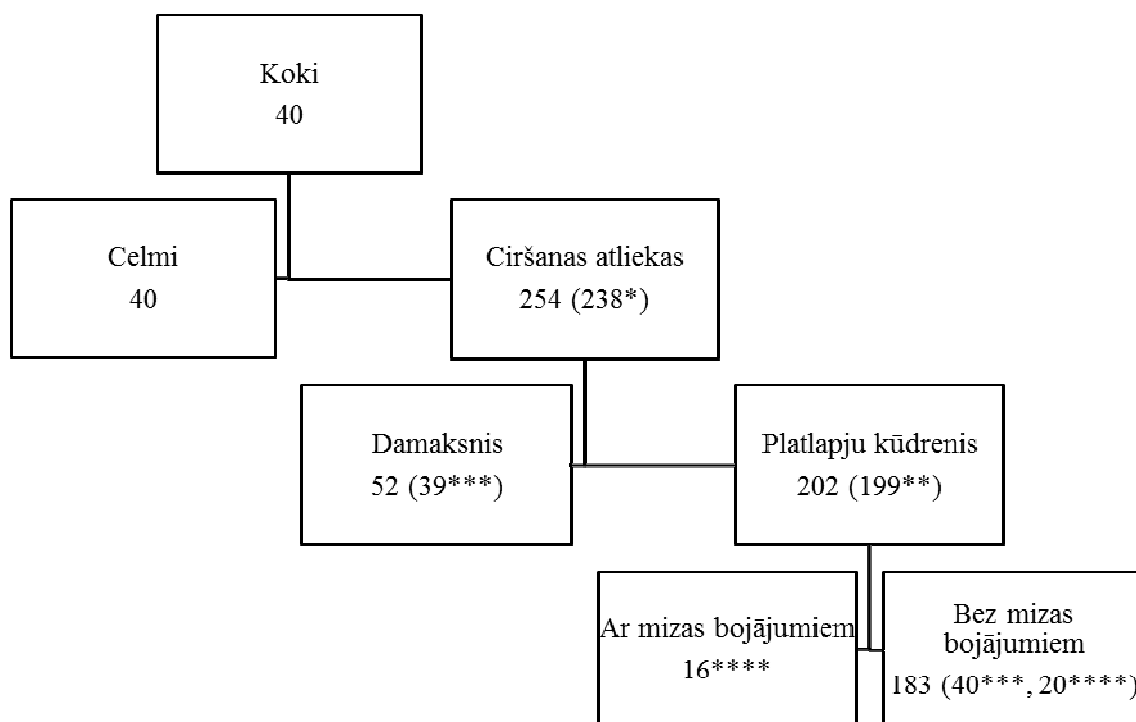 Koki
40
Celmi
40
Ciršanas atliekas
254 (238*)
Damaksnis
52 (39***)
Platlapju kūdrenis
202 (199**)
Ar mizas bojājumiem
16****
Bez mizas
bojājumiem
183 (40***, 20****)